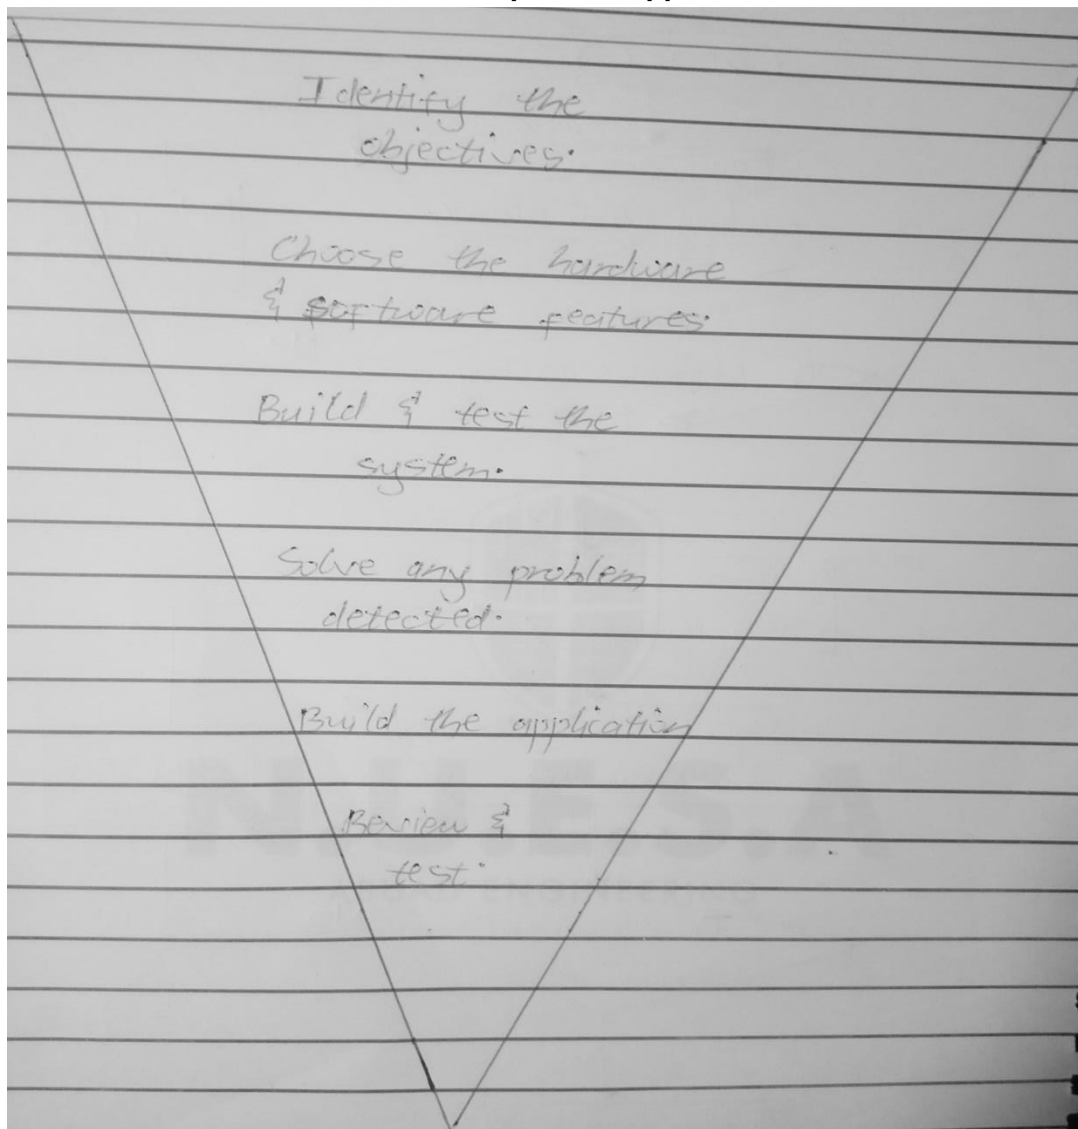 Identify the
objectives.
Choose the hardware
& software features.
Build & test the
system.
Solve any problem
detected.
Build the application
Review &
test.
N.U.E.S.A
ENGINEERING